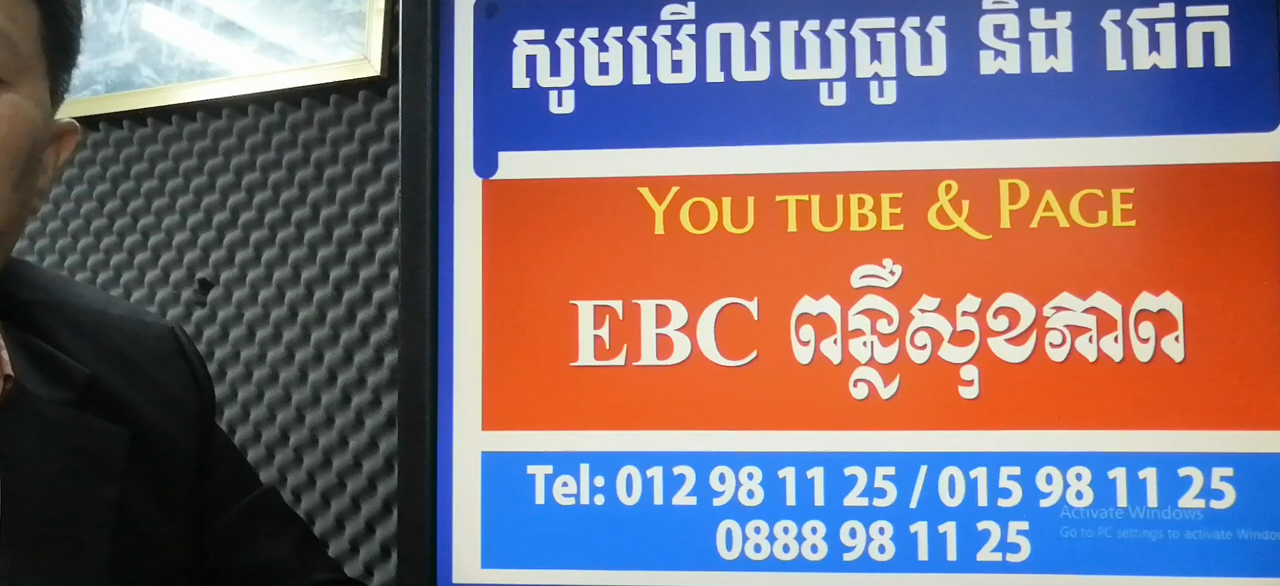 សូមមើលយូធូប និង ផេក
YOU TUBE & PAGE
EBC ពន្លឺសុខភាព
Tel: 012 98 11 25 / 015 98 11 25
0888 98 11 25
Activate Windows
Go to PC settings to activate Windows